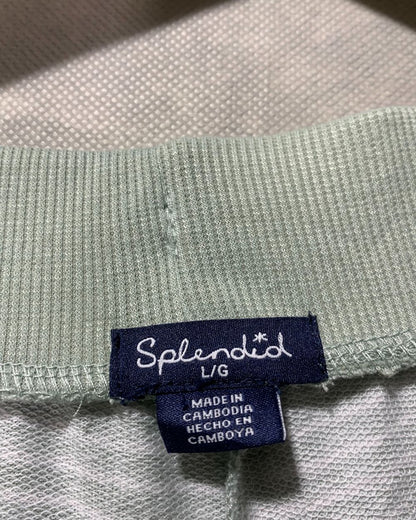 Splendid
L/G
MADE IN
CAMBODIA
HECHO EN
CAMBOYA